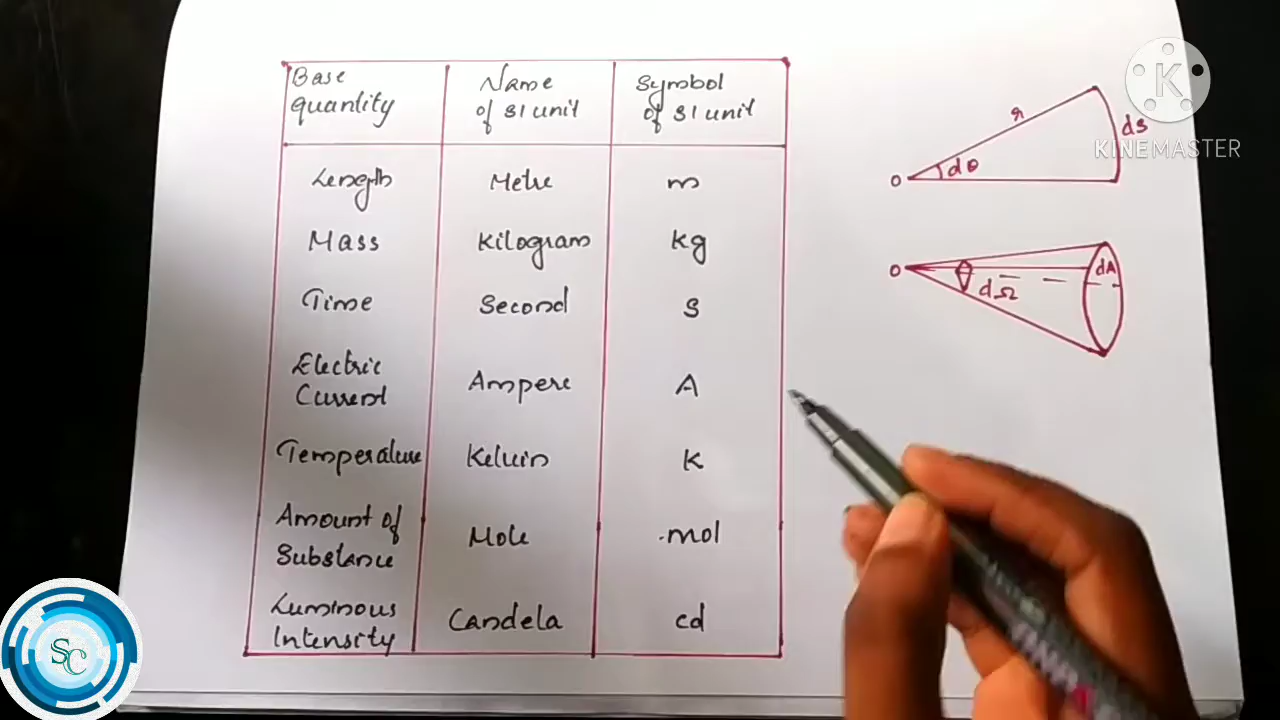 Base quantity
Name of SI unit
Symbol of SI unit
Length Metre m
Mass Kilogram kg
Time Second s
Electric Current Ampere A
Temperature Kelvin K
Amount of Substance Mole mol
Luminous Intensity Candela cd
r
ds
O
dθ
O
dA
dΩ
K
KINEMASTER
SC